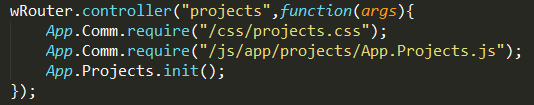 wRouter.controller("projects",function(args){
    App.Comm.require("/css/projects.css");
    App.Comm.require("/js/app/projects/App.Projects.js");
    App.Projects.init();
});